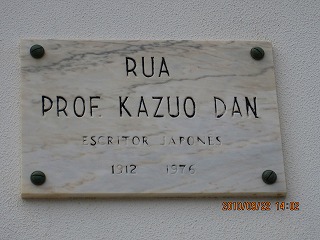 RUA
PROF. KAZUO DAN
ESCRITOR JAPONES
1912 1976
2010/09/22 14:02